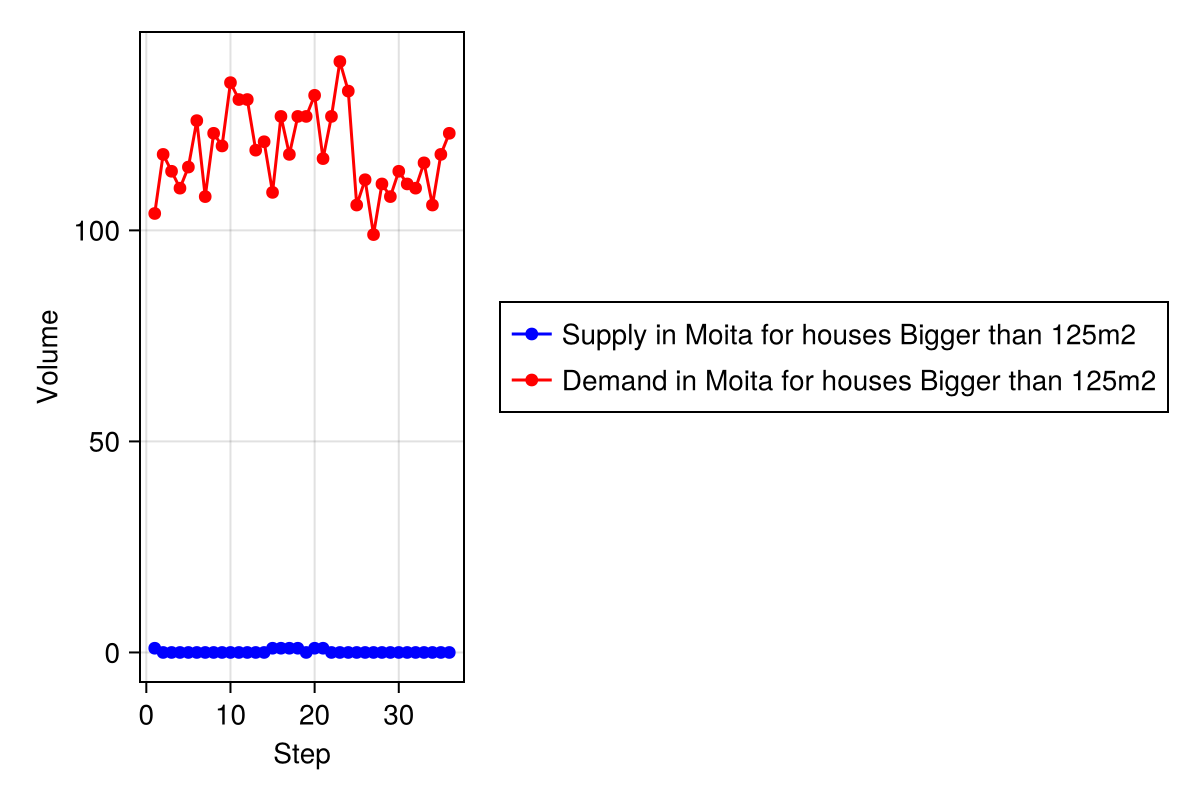 100
50
0
Volume
0 10 20 30
Step
Supply in Moita for houses Bigger than 125m2
Demand in Moita for houses Bigger than 125m2